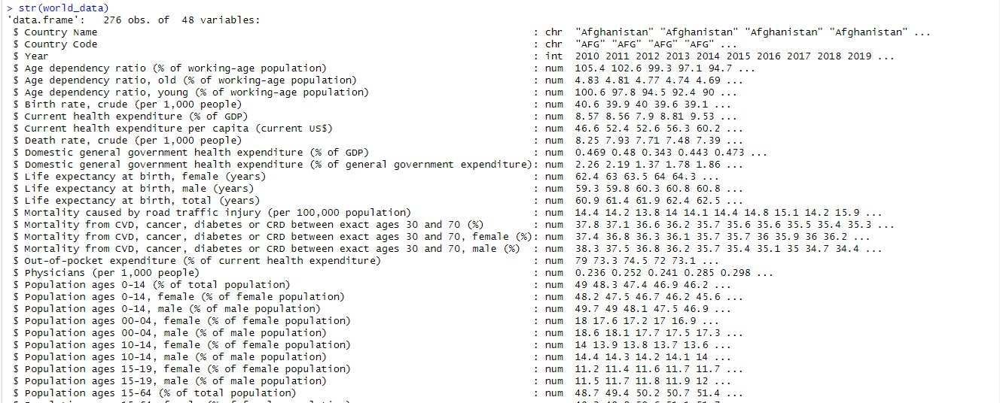 > str(world_data)
'data.frame':   276 obs. of  48 variables:
 $ Country Name                                                                        : chr  "Afghanistan" "Afghanistan" "Afghanistan" "Afghanistan" ...
 $ Country Code                                                                        : chr  "AFG" "AFG" "AFG" "AFG" ...
 $ Year                                                                                : int  2010 2011 2012 2013 2014 2015 2016 2017 2018 2019 ...
 $ Age dependency ratio (% of working-age population)                                  : num  105.4 102.6 99.3 97.1 94.7 ...
 $ Age dependency ratio, old (% of working-age population)                             : num  4.83 4.81 4.77 4.74 4.69 ...
 $ Age dependency ratio, young (% of working-age population)                           : num  100.6 97.8 94.5 92.4 90 ...
 $ Birth rate, crude (per 1,000 people)                                                : num  40.6 39.9 40 39.6 39.1 ...
 $ Current health expenditure (% of GDP)                                               : num  8.57 8.56 7.9 8.81 9.53 ...
 $ Current health expenditure per capita (current US$)                                 : num  46.6 52.4 52.6 56.3 60.2 ...
 $ Death rate, crude (per 1,000 people)                                                : num  8.25 7.93 7.71 7.48 7.39 ...
 $ Domestic general government health expenditure (% of GDP)                           : num  0.469 0.48 0.343 0.443 0.473 ...
 $ Domestic general government health expenditure (% of general government expenditure): num  2.26 2.19 1.37 1.78 1.86 ...
 $ Life expectancy at birth, female (years)                                            : num  62.4 63 63.5 64 64.3 ...
 $ Life expectancy at birth, male (years)                                              : num  59.3 59.8 60.3 60.8 60.8 ...
 $ Life expectancy at birth, total (years)                                             : num  60.9 61.4 61.9 62.4 62.5 ...
 $ Mortality caused by road traffic injury (per 100,000 population)                    : num  14.4 14.2 13.8 14 14.1 14.4 14.8 15.1 14.2 15.9 ...
 $ Mortality from CVD, cancer, diabetes or CRD between exact ages 30 and 70 (%)        : num  37.8 37.1 36.6 36.2 35.7 35.6 35.6 35.5 35.4 35.3 ...
 $ Mortality from CVD, cancer, diabetes or CRD between exact ages 30 and 70, female (%): num  37.4 36.8 36.3 36.1 35.7 35.7 36 35.9 36 36.2 ...
 $ Mortality from CVD, cancer, diabetes or CRD between exact ages 30 and 70, male (%)  : num  38.3 37.5 36.8 36.2 35.7 35.4 35.1 35 34.7 34.4 ...
 $ Out-of-pocket expenditure (% of current health expenditure)                         : num  79 73.3 74.5 72 73.1 ...
 $ Physicians (per 1,000 people)                                                       : num  0.236 0.252 0.241 0.285 0.298 ...
 $ Population ages 0-14 (% of total population)                                        : num  49 48.3 47.4 46.9 46.2 ...
 $ Population ages 0-14, female (% of female population)                               : num  48.2 47.5 46.7 46.2 45.6 ...
 $ Population ages 0-14, male (% of male population)                                   : num  49.7 49 48.1 47.5 46.9 ...
 $ Population ages 00-04, female (% of female population)                              : num  18 17.6 17.2 17 16.9 ...
 $ Population ages 00-04, male (% of male population)                                  : num  18.6 18.1 17.7 17.5 17.3 ...
 $ Population ages 10-14, female (% of female population)                              : num  14 13.9 13.8 13.7 13.6 ...
 $ Population ages 10-14, male (% of male population)                                  : num  14.4 14.3 14.2 14.1 14 ...
 $ Population ages 15-19, female (% of female population)                              : num  11.2 11.4 11.6 11.7 11.7 ...
 $ Population ages 15-19, male (% of male population)                                  : num  11.5 11.7 11.8 11.9 12 ...
 $ Population ages 15-64 (% of total population)                                       : num  48.7 49.4 50.2 50.7 51.4 ...